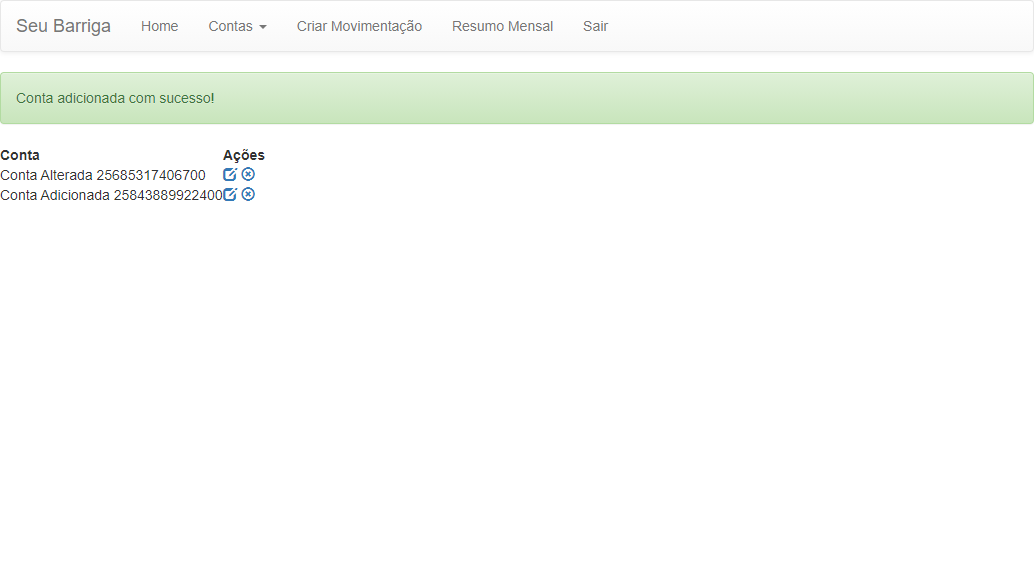 Seu Barriga Home Contas Criar Movimentação Resumo Mensal Sair
Conta adicionada com sucesso!
Conta Ações
Conta Alterada 25685317406700
Conta Adicionada 25843889922400